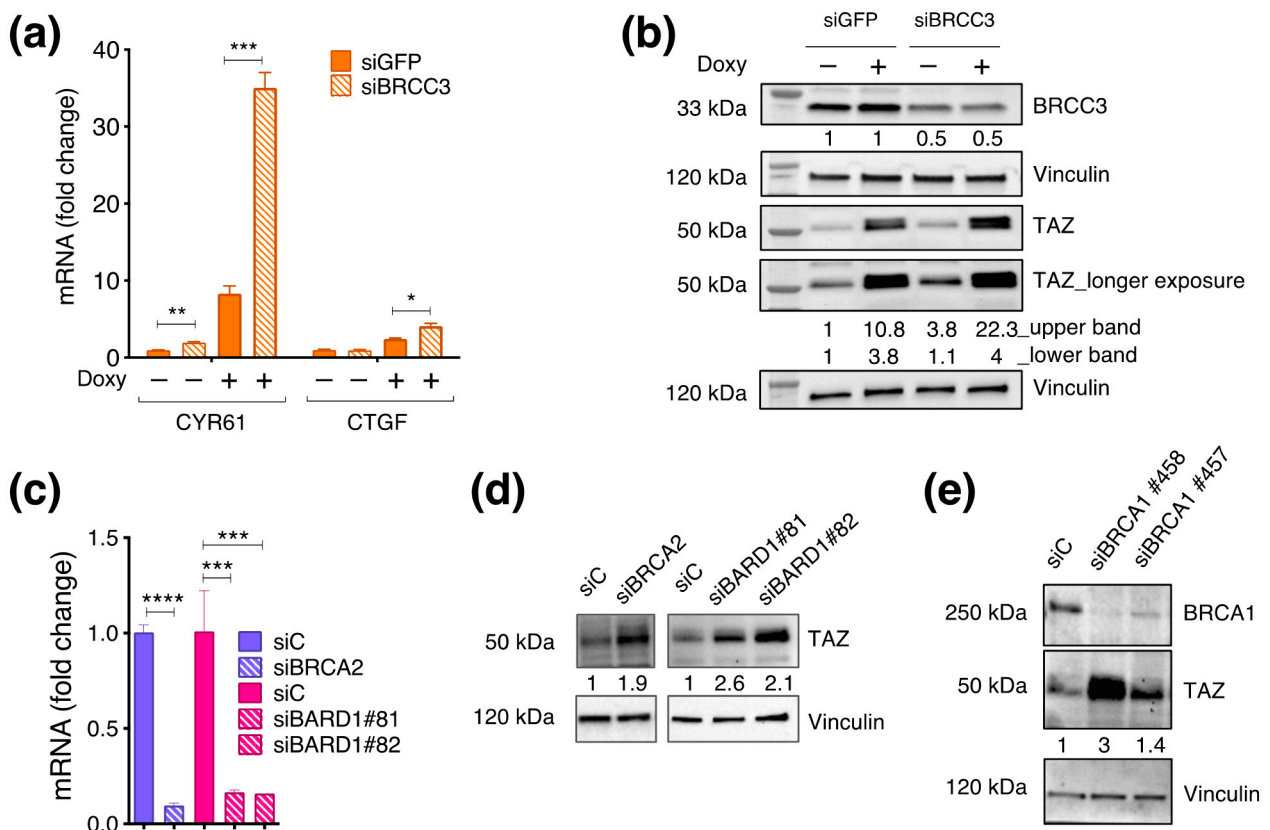 (a)
mRNA (fold change)
40
30
20
10
0
***
**
*
siGFP
siBRCC3
Doxy − − + + − − + +
CYR61 CTGF
(b)
siGFP siBRCC3
Doxy − + − +
33 kDa BRCC3
1 1 0.5 0.5
120 kDa Vinculin
50 kDa TAZ
50 kDa TAZ_longer exposure
1 10.8 3.8 22.3_upper band
1 3.8 1.1 4 _lower band
120 kDa Vinculin
(c)
mRNA (fold change)
1.5
1.0
0.5
0.0
***
***
****
siC
siBRCA2
siC
siBARD1#81
siBARD1#82
(d)
siC siBRCA2 siC siBARD1#81 siBARD1#82
50 kDa TAZ
1 1.9 1 2.6 2.1
120 kDa Vinculin
(e)
siC siBRCA1 #458 siBRCA1 #457
250 kDa BRCA1
50 kDa TAZ
1 3 1.4
120 kDa Vinculin